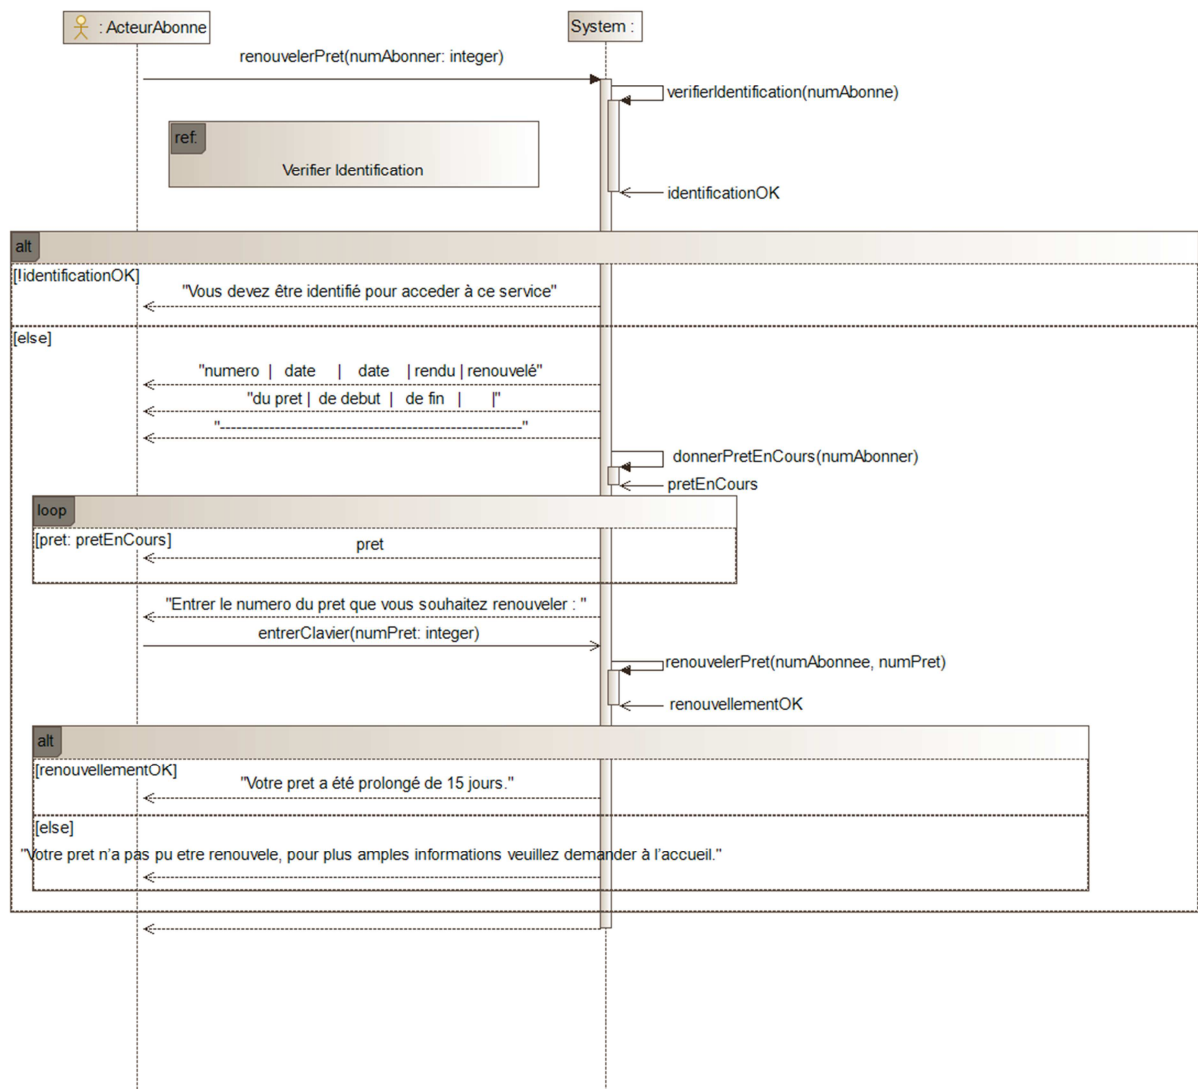 : ActeurAbonne
System :
renouvelerPret(numAbonner: integer)
verifierIdentification(numAbonne)
ref:
Verifier Identification
identificationOK
alt
[!identificationOK]
"Vous devez être identifié pour acceder à ce service"
[else]
"numero | date | date | rendu | renouvelé"
"du pret | de debut | de fin | |"
"--------------------------------------------------------"
donnerPretEnCours(numAbonner)
pretEnCours
loop
[pret: pretEnCours]
pret
"Entrer le numero du pret que vous souhaitez renouveler : "
entrerClavier(numPret: integer)
renouvelerPret(numAbonnee, numPret)
renouvellementOK
alt
[renouvellementOK]
"Votre pret a été prolongé de 15 jours."
[else]
"Votre pret n'a pas pu etre renouvele, pour plus amples informations veuillez demander à l'accueil."